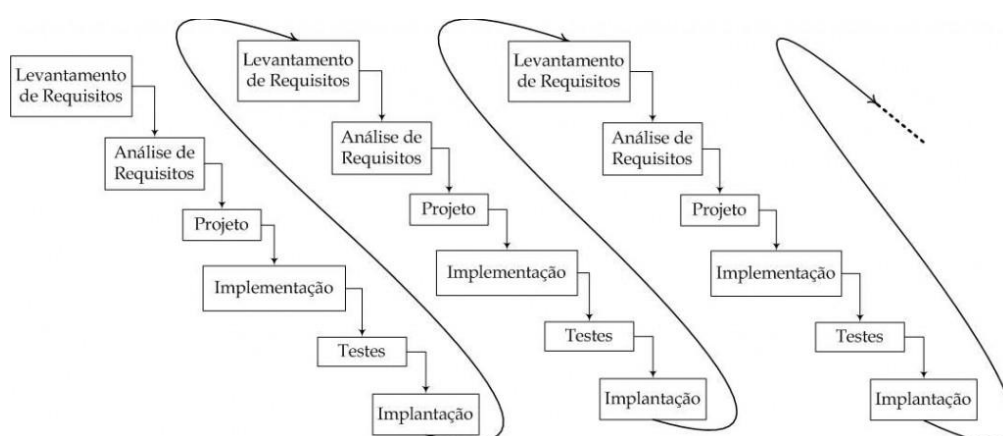 Levantamento
de Requisitos
Análise de
Requisitos
Projeto
Implementação
Testes
Implantação
Levantamento
de Requisitos
Análise de
Requisitos
Projeto
Implementação
Testes
Implantação
Levantamento
de Requisitos
Análise de
Requisitos
Projeto
Implementação
Testes
Implantação